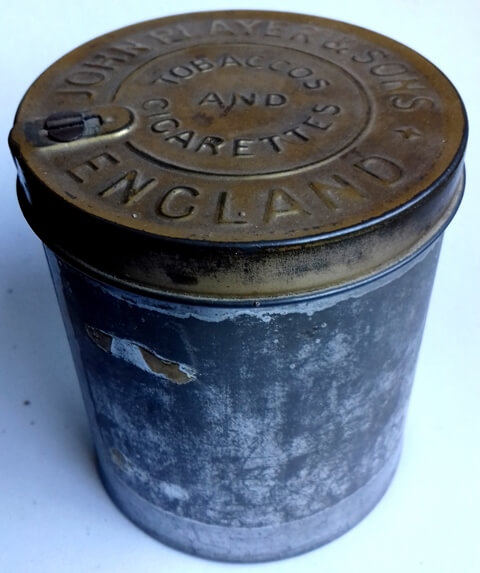 JOHN PLAYER & SONS
TOBACCOS
AND
CIGARETTES
ENGLAND